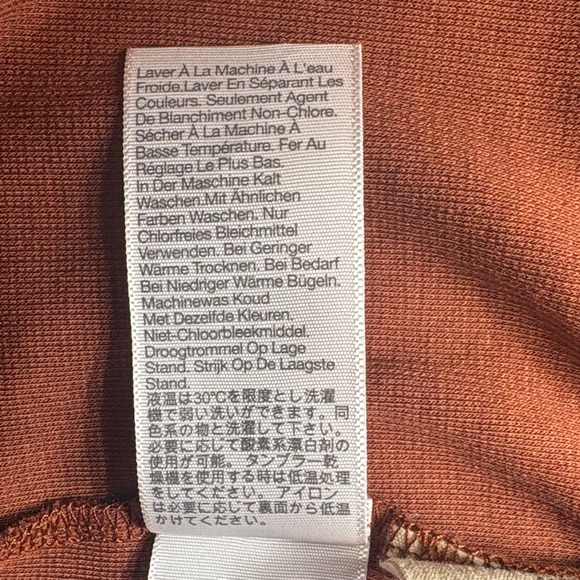 Laver À La Machine À L'eau
Froide.Laver En Séparant Les
Couleurs. Seulement Agent
De Blanchiment Non-Chlore.
Sécher À La Machine À
Basse Température. Fer Au
Réglage Le Plus Bas.
In Der Maschine Kalt
Waschen.Mit Ähnlichen
Farben Waschen. Nur
Chlorfreies Bleichmittel
Verwenden. Bei Geringer
Wärme Trocknen. Bei Bedarf
Bei Niedriger Wärme Bügeln.
Machinewas Koud
Met Dezelfde Kleuren.
Niet-Chloorbleekmiddel.
Droogtrommel Op Lage
Stand. Strijk Op De Laagste
Stand.
液温は30℃を限度とし洗濯
機で弱い洗いができます。同
色系の物と洗濯して下さい。
必要に応じて酸素系漂白剤の
使用が可能。タンブラー乾
燥機を使用する時は低温処理
をしてください。アイロン
は必要に応じて裏面から低温
かけてください。